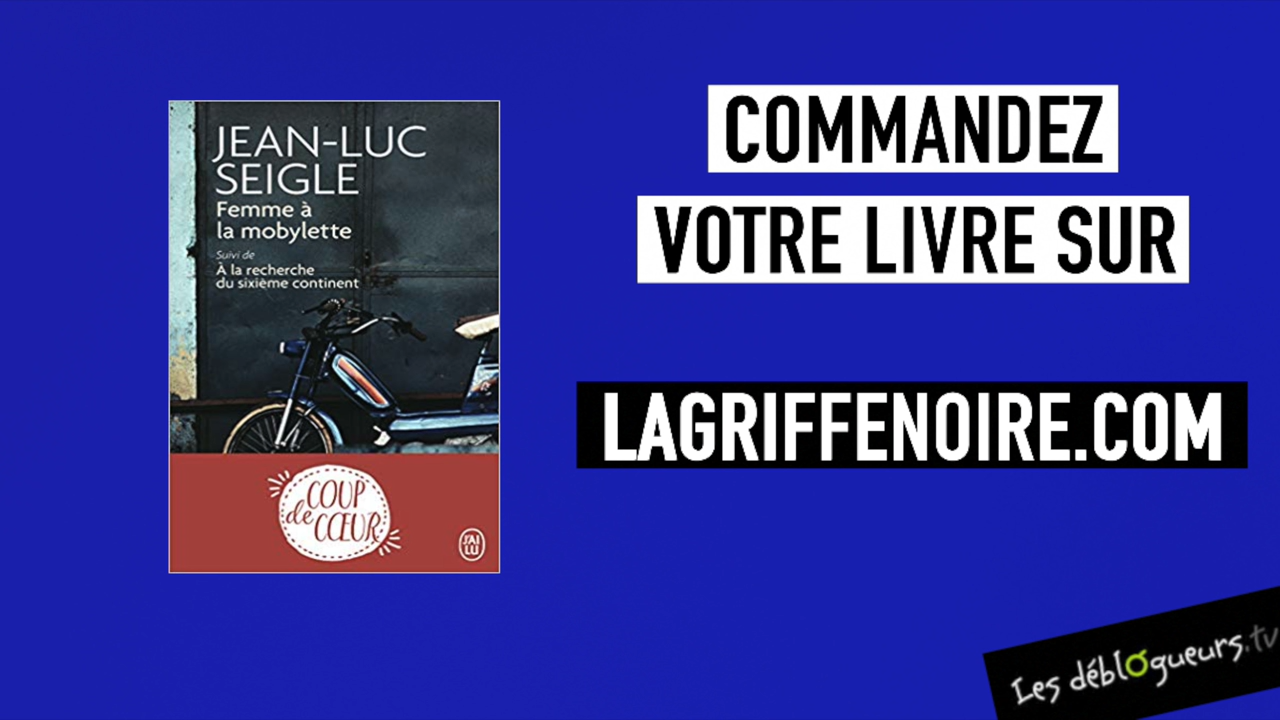 JEAN-LUC
SEIGLE
Femme à
la mobylette
Suivi de
À la recherche
du sixième continent
COUP
de CŒUR
J'AI
LU
COMMANDEZ
VOTRE LIVRE SUR
LAGRIFFENOIRE.COM
Les déblogueurs.tv